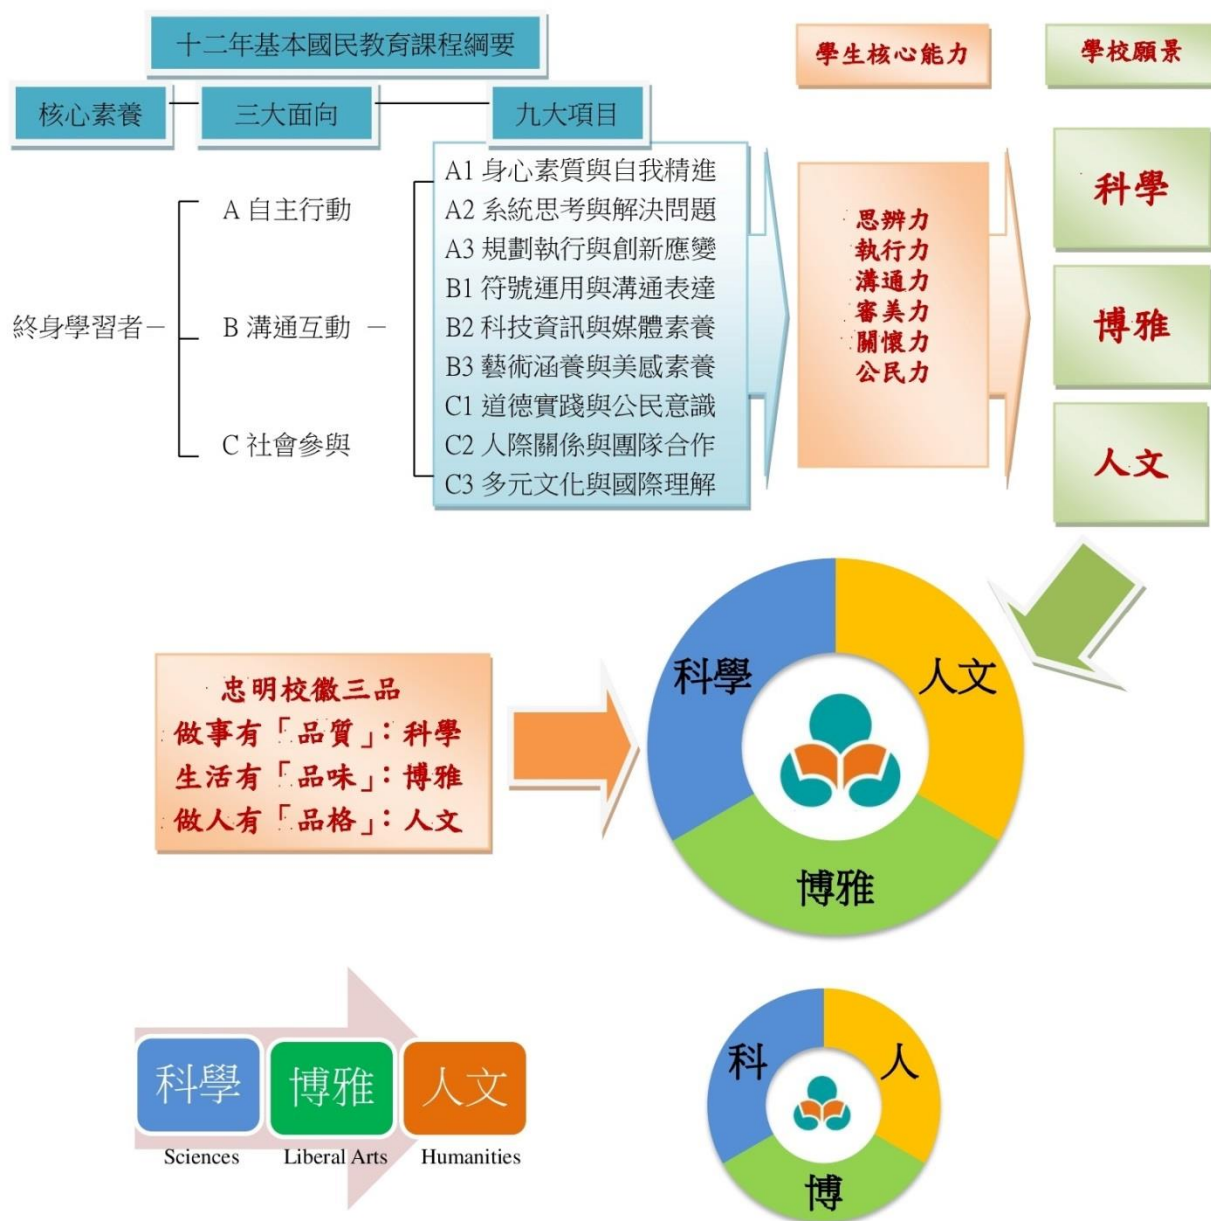 十二年基本國民教育課程綱要
學生核心能力
學校願景
核心素養
三大面向
九大項目
終身學習者
A 自主行動
B 溝通互動
C 社會參與
A1 身心素質與自我精進
A2 系統思考與解決問題
A3 規劃執行與創新應變
B1 符號運用與溝通表達
B2 科技資訊與媒體素養
B3 藝術涵養與美感素養
C1 道德實踐與公民意識
C2 人際關係與團隊合作
C3 多元文化與國際理解
思辨力
執行力
溝通力
審美力
關懷力
公民力
科學
博雅
人文
忠明校徽三品
做事有「品質」：科學
生活有「品味」：博雅
做人有「品格」：人文
科學
人文
博雅
科學
博雅
人文
Sciences
Liberal Arts
Humanities
科
人
博